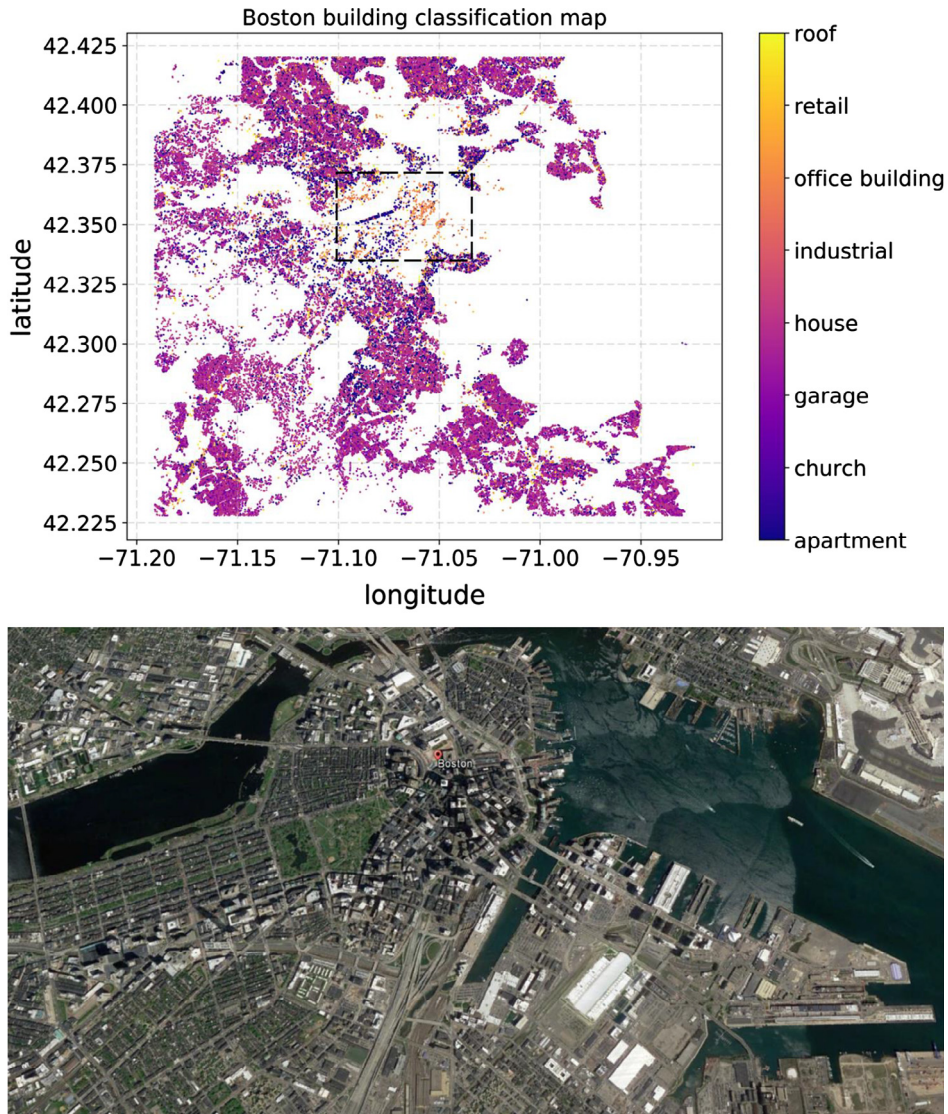 Boston building classification map
42.425
42.400
42.375
42.350
42.325
42.300
42.275
42.250
42.225
latitude
−71.20
−71.15
−71.10
−71.05
−71.00
−70.95
longitude
roof
retail
office building
industrial
house
garage
church
apartment
Boston